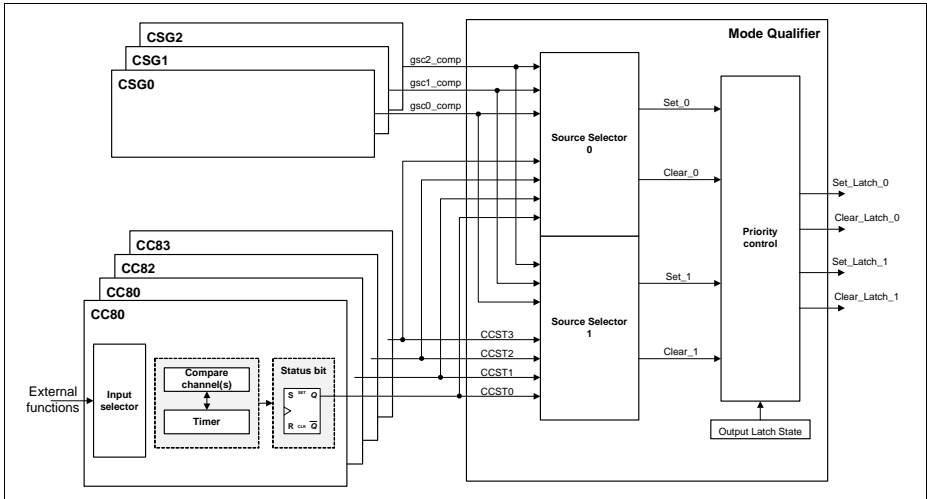 Mode Qualifier
CSG2
CSG1
CSG0
gsc2_comp
gsc1_comp
gsc0_comp
Source Selector
0
Set_0
Clear_0
Priority
control
Set_Latch_0
Clear_Latch_0
Set_Latch_1
Clear_Latch_1
Source Selector
1
Set_1
Clear_1
Output Latch State
CC83
CC82
CC80
CC80
CCST3
CCST2
CCST1
CCST0
External
functions
Input
selector
Compare
channel(s)
Timer
Status bit
S SET Q
R CLR Q̅